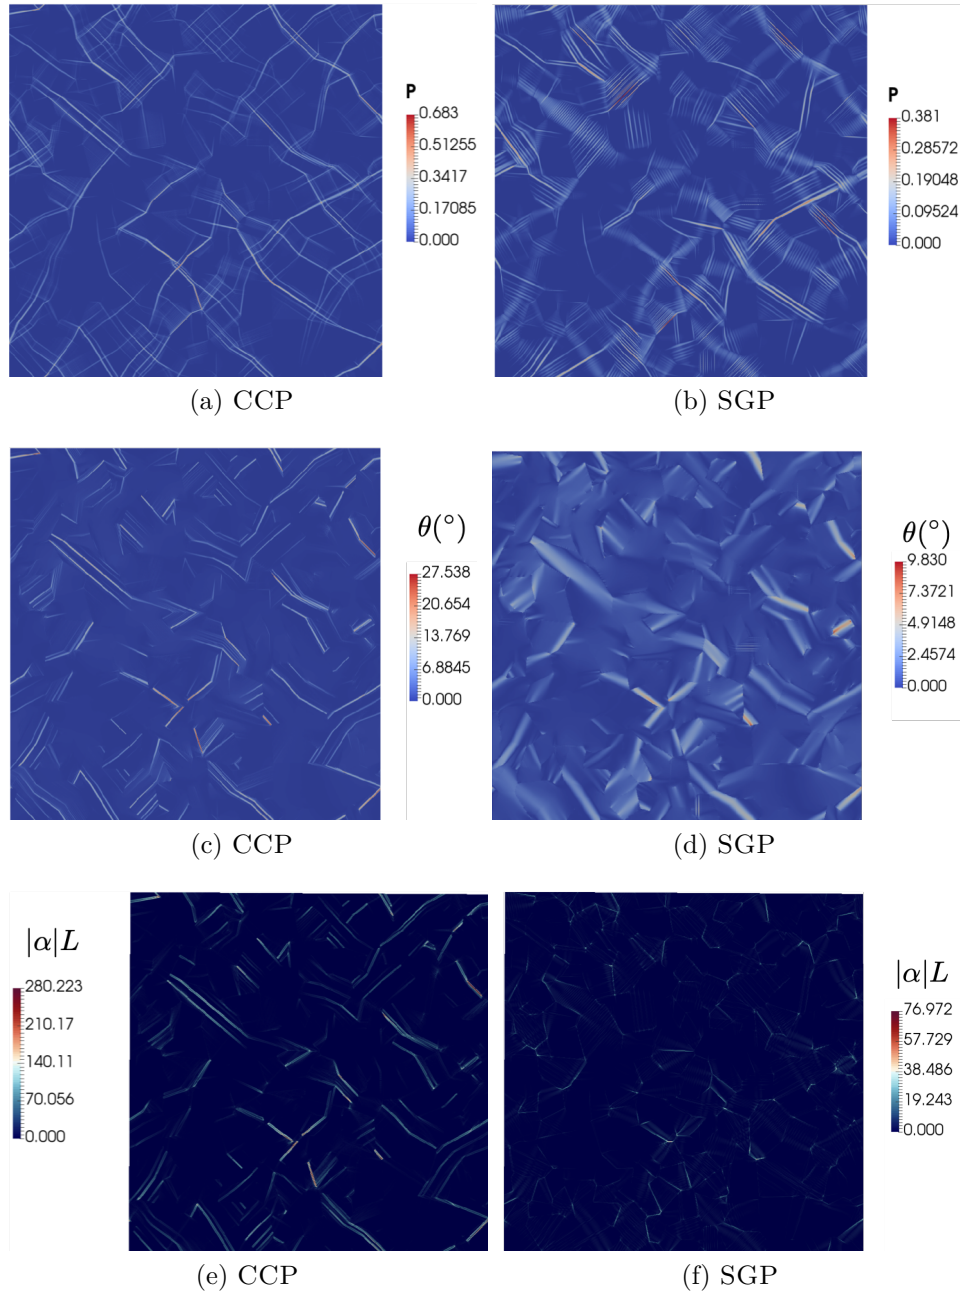 P
0.683
0.51255
0.3417
0.17085
0.000
P
0.381
0.28572
0.19048
0.09524
0.000
(a) CCP
(b) SGP
θ(°)
27.538
20.654
13.769
6.8845
0.000
θ(°)
9.830
7.3721
4.9148
2.4574
0.000
(c) CCP
(d) SGP
|α|L
280.223
210.17
140.11
70.056
0.000
|α|L
76.972
57.729
38.486
19.243
0.000
(e) CCP
(f) SGP